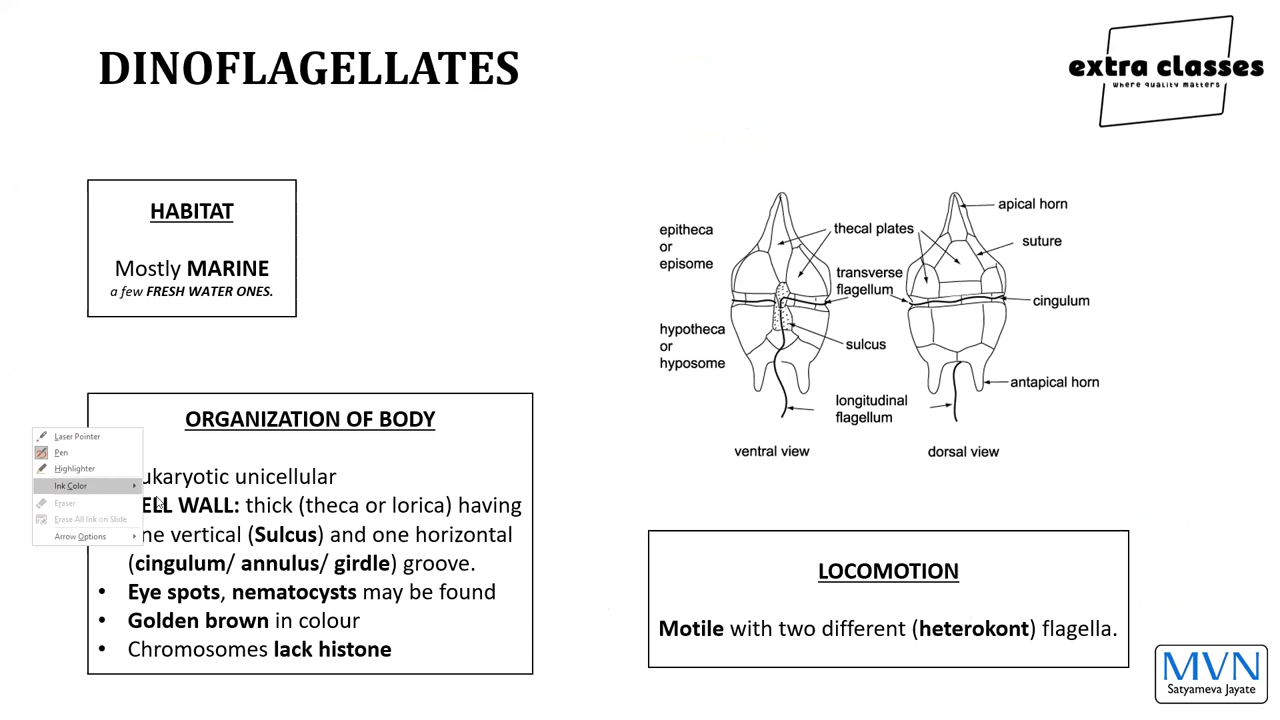 DINOFLAGELLATES
extra classes
where quality matters
HABITAT
Mostly MARINE
a few FRESH WATER ONES.
ORGANIZATION OF BODY
ukaryotic unicellular
ELL WALL: thick (theca or lorica) having
ne vertical (Sulcus) and one horizontal
(cingulum/ annulus/ girdle) groove.
• Eye spots, nematocysts may be found
• Golden brown in colour
• Chromosomes lack histone
Laser Pointer
Pen
Highlighter
Ink Color
Eraser
Erase All Ink on Slide
Arrow Options
epitheca
or
episome
hypotheca
or
hyposome
thecal plates
transverse
flagellum
sulcus
longitudinal
flagellum
apical horn
suture
cingulum
antapical horn
ventral view
dorsal view
LOCOMOTION
Motile with two different (heterokont) flagella.
MVN
Satyameva Jayate